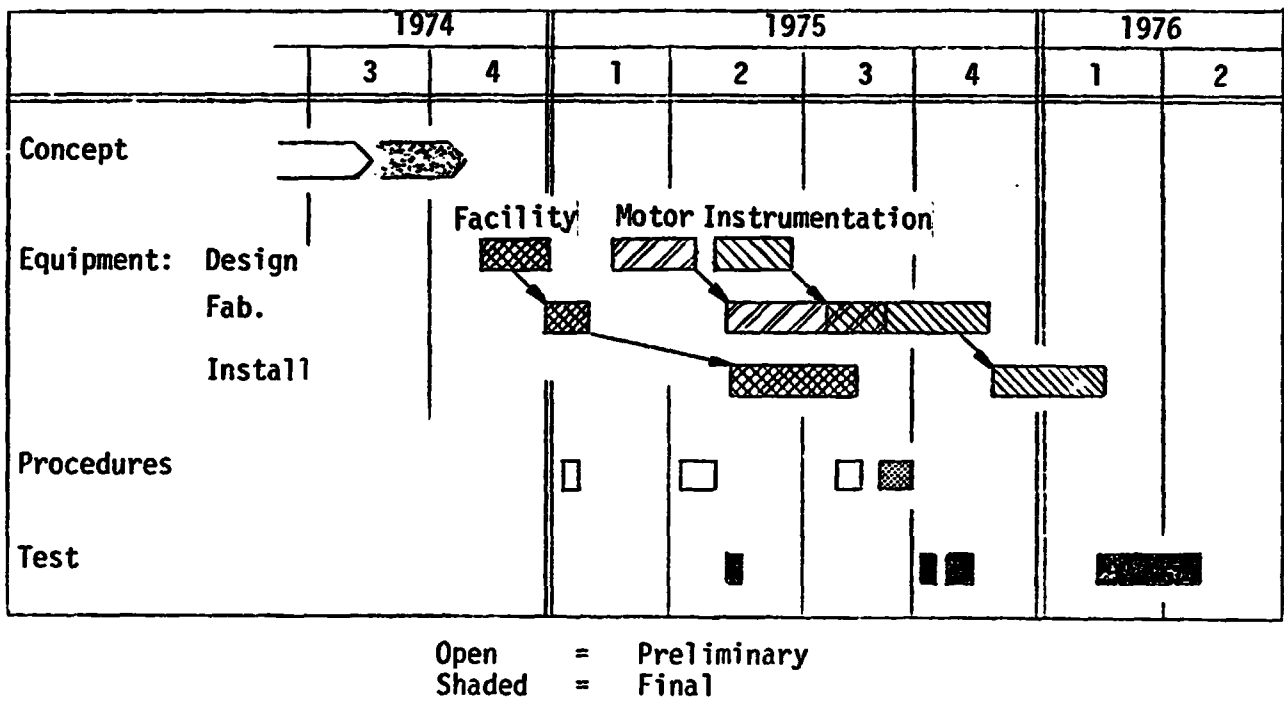 1974 1975 1976
3 4 1 2 3 4 1 2
Concept
Facility Motor Instrumentation
Equipment: Design
Fab.
Install
Procedures
Test
Open = Preliminary
Shaded = Final